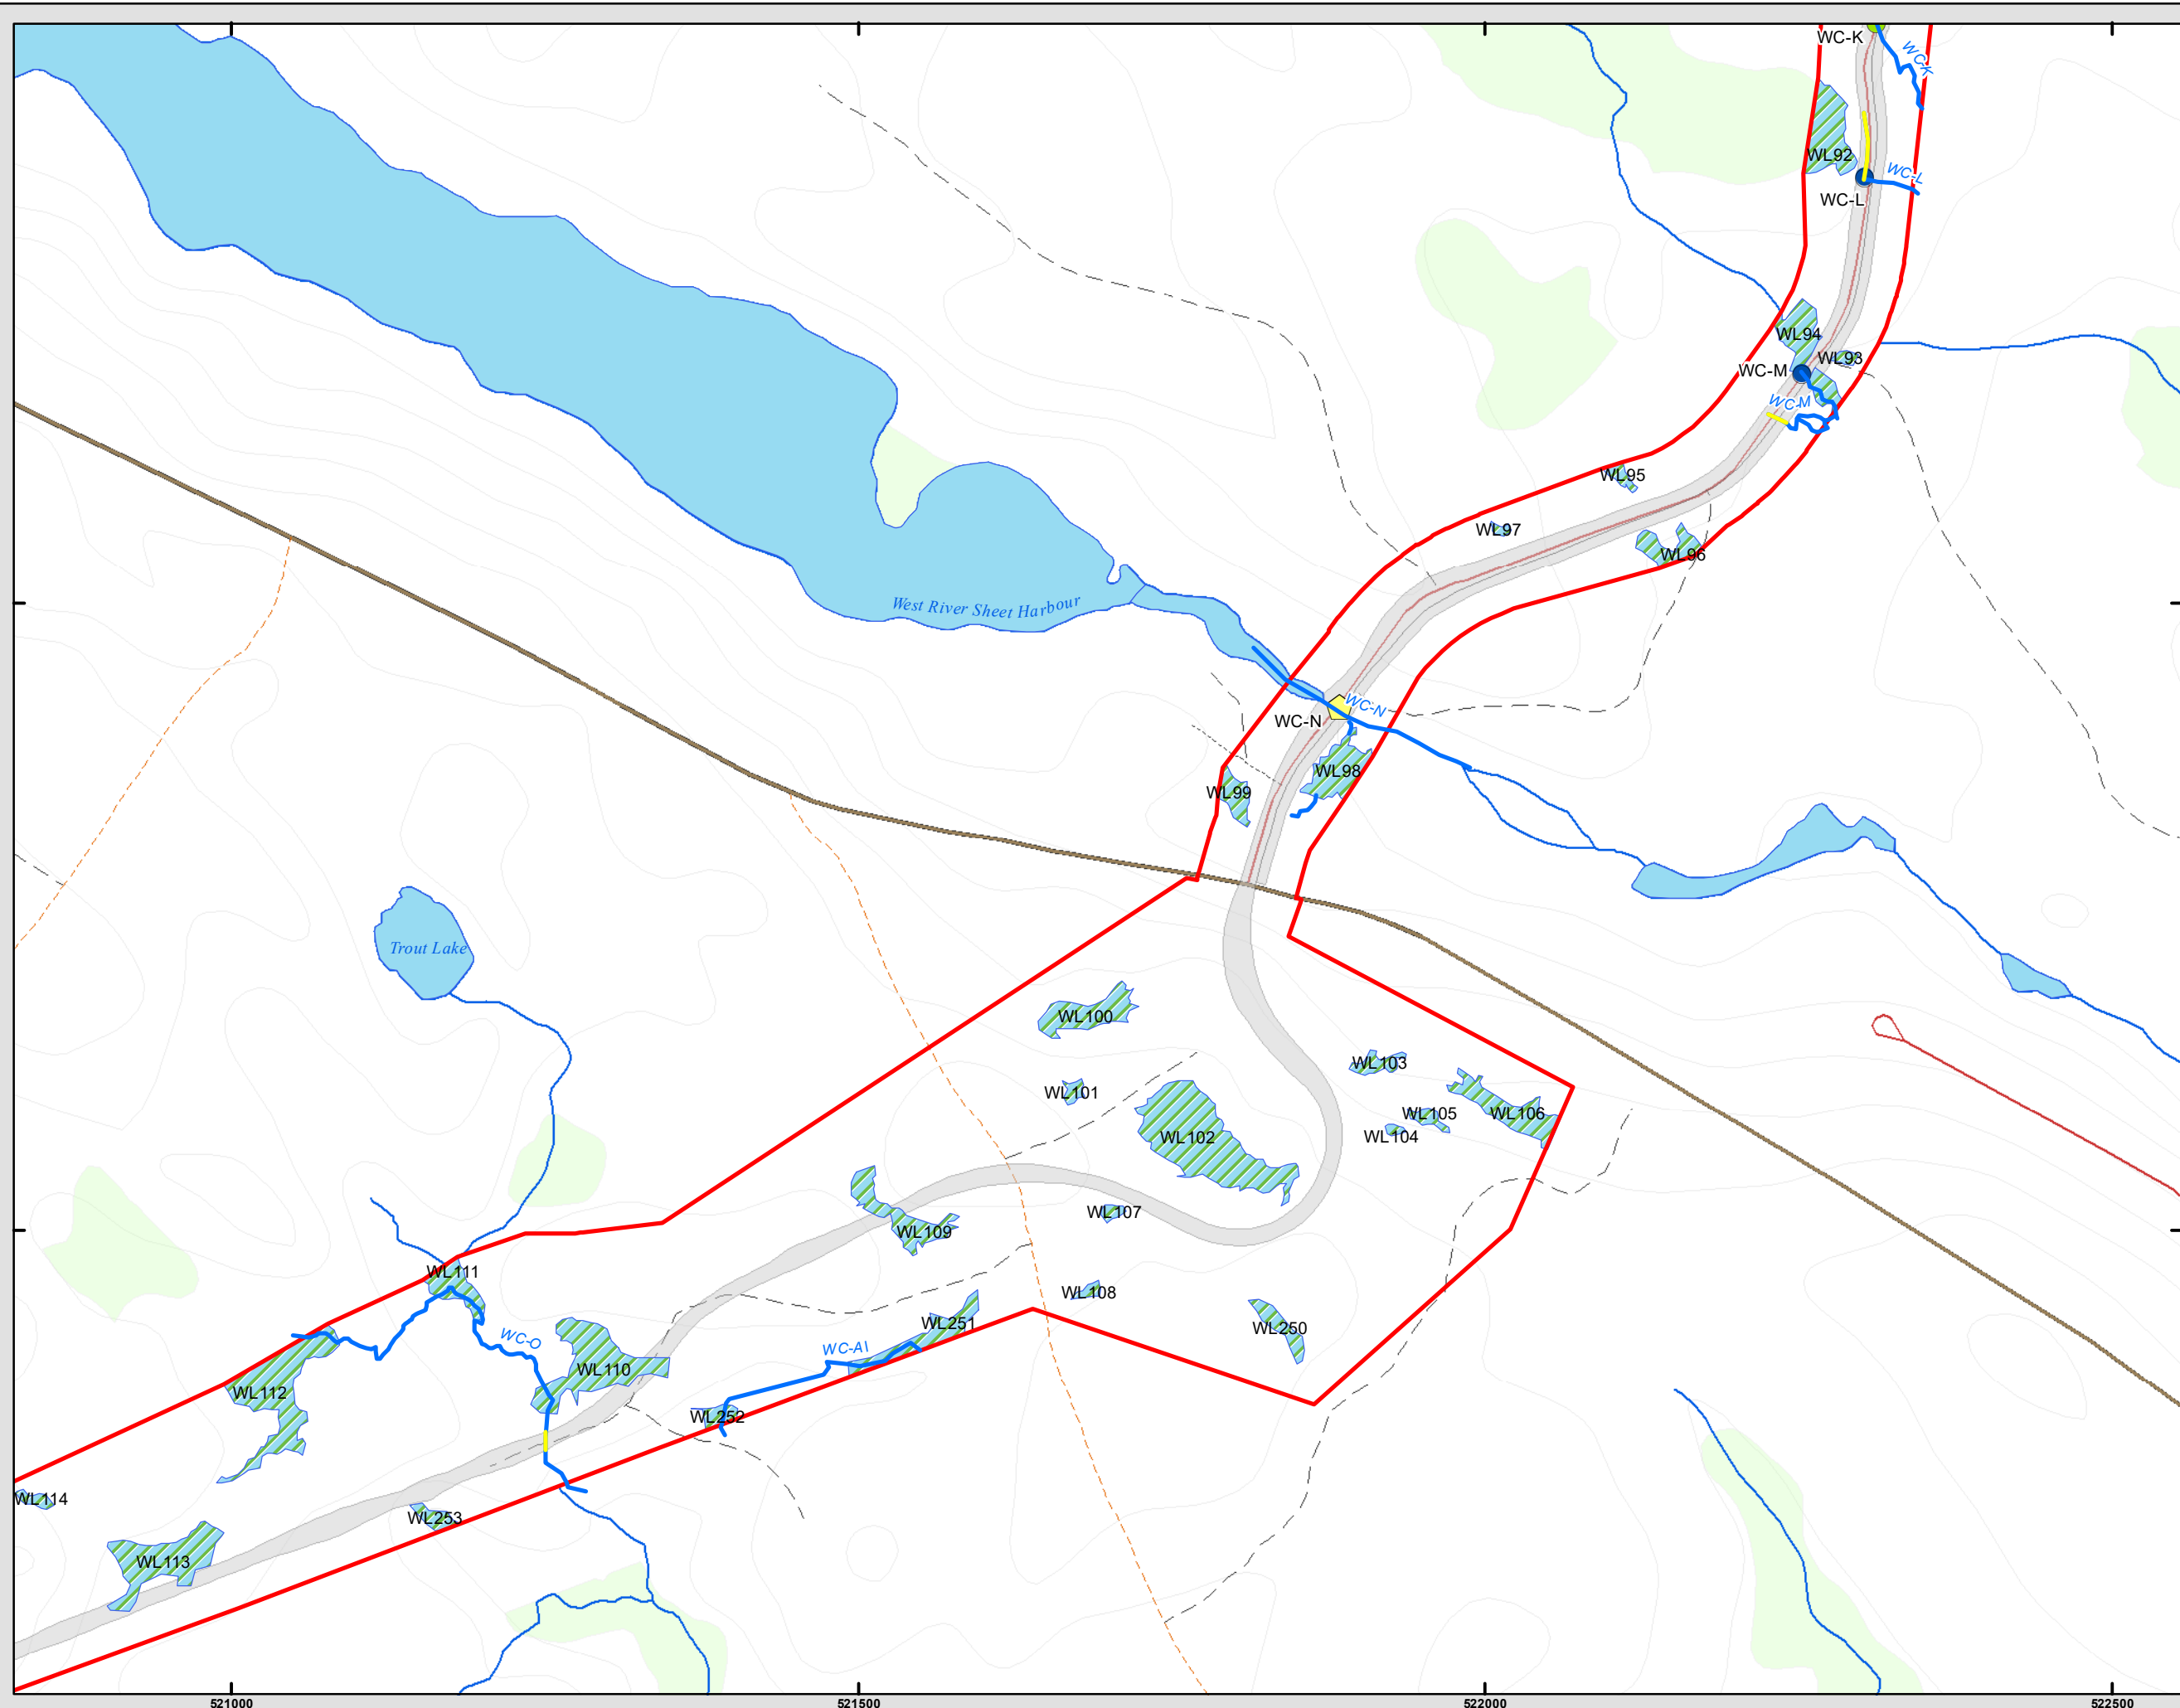 WC-K
WC-K
WL92
WC-L
WC-L
WL94
WL93
WC-M
WC-M
WL95
WL97
WL96
West River Sheet Harbour
WC-N
WC-N
WL98
WL99
Trout Lake
WL100
WL103
WL101
WL105
WL106
WL102
WL104
WL107
WL109
WL111
WL108
WL251
WL250
WC-O
WC-AI
WL110
WL112
WL252
WL114
WL253
WL113
521000
521500
522000
522500